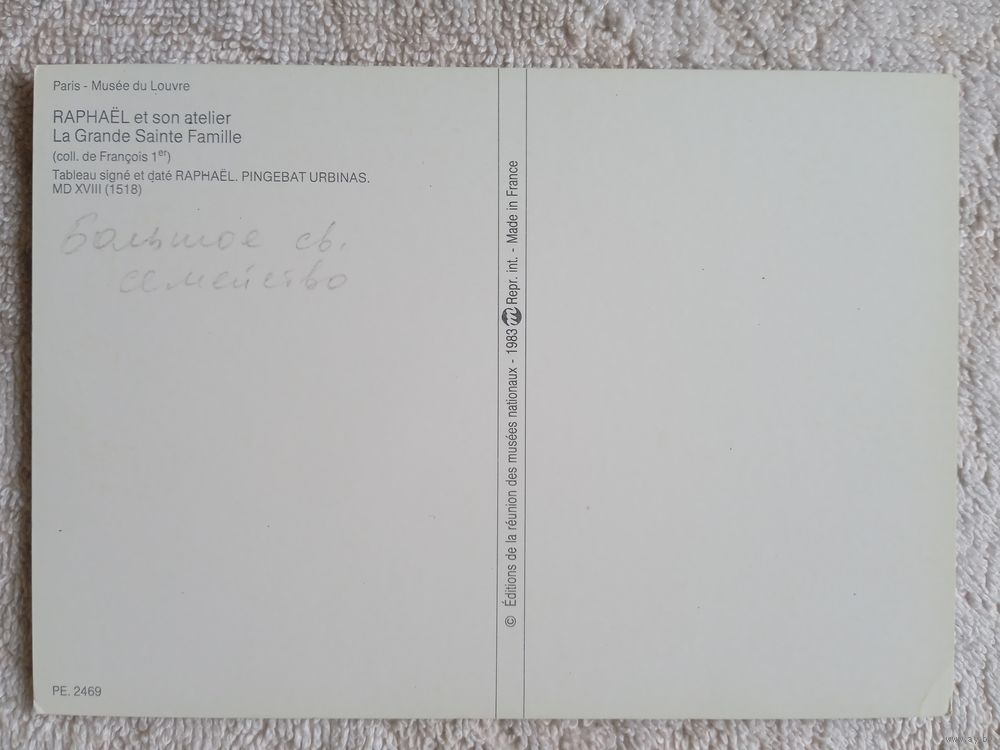 Paris - Musée du Louvre
RAPHAËL et son atelier
La Grande Sainte Famille
(coll. de François 1er)
Tableau signé et daté RAPHAËL. PINGEBAT URBINAS.
MD XVIII (1518)
Большое св.
семейство
© Éditions de la réunion des musées nationaux - 1983 m Repr. int. - Made in France
PE. 2469